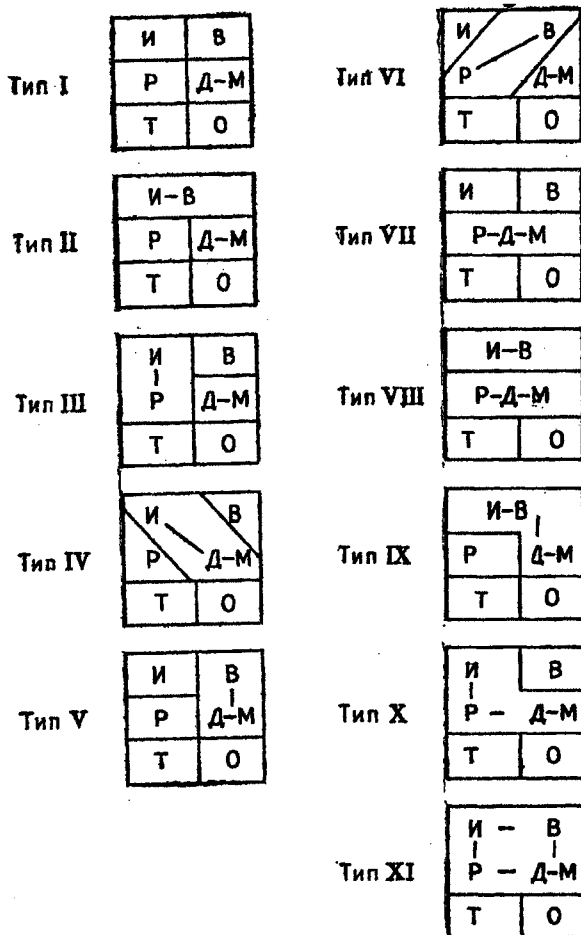 Тип I
И В
Р Д-М
Т О
Тип II
И-В
Р Д-М
Т О
Тип III
И В
Р Д-М
Т О
Тип IV
И В
Р Д-М
Т О
Тип V
И В
Р Д-М
Т О
Тип VI
И В
Р Д-М
Т О
Тип VII
И В
Р-Д-М
Т О
Тип VIII
И-В
Р-Д-М
Т О
Тип IX
И-В
Р Д-М
Т О
Тип X
И В
Р - Д-М
Т О
Тип XI
И - В
Р - Д-М
Т О